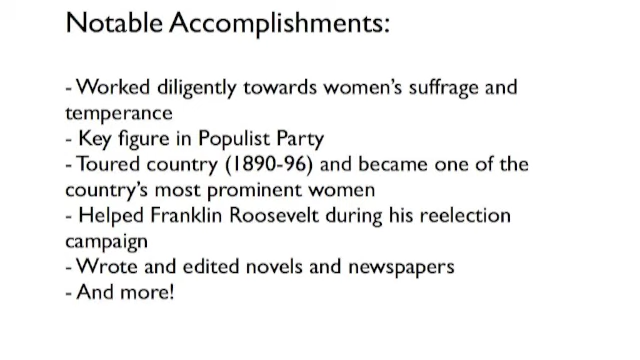 Notable Accomplishments:
- Worked diligently towards women's suffrage and
temperance
- Key figure in Populist Party
- Toured country (1890-96) and became one of the
country's most prominent women
- Helped Franklin Roosevelt during his reelection
campaign
- Wrote and edited novels and newspapers
- And more!